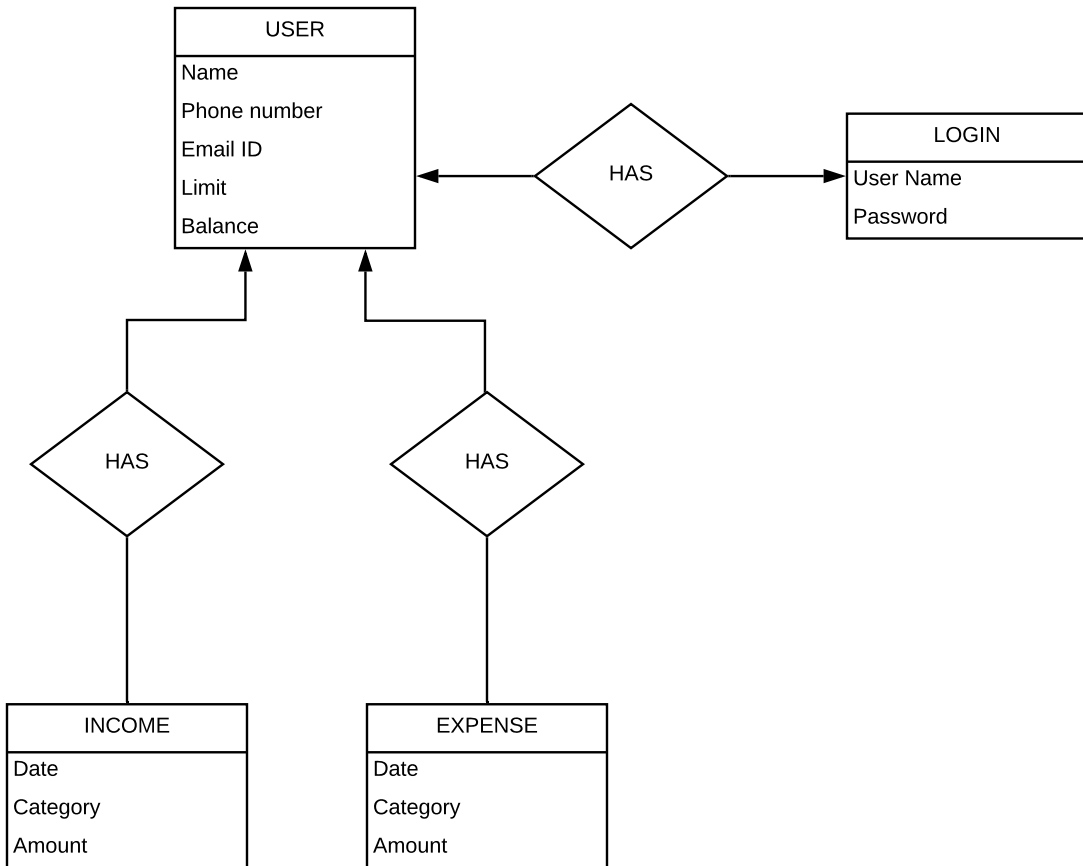 USER
Name
Phone number
Email ID
Limit
Balance
HAS
LOGIN
User Name
Password
HAS
HAS
INCOME
Date
Category
Amount
EXPENSE
Date
Category
Amount